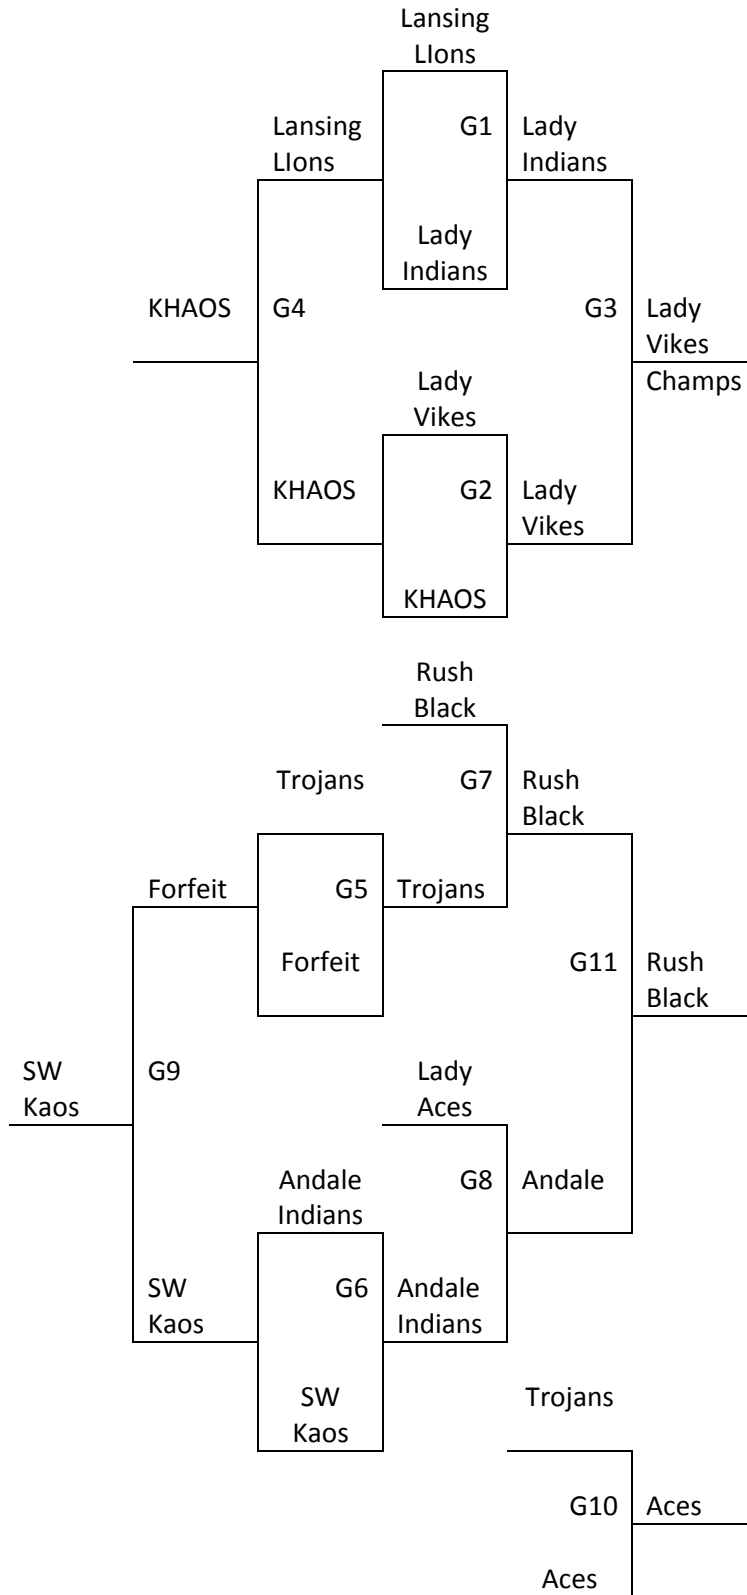 Lansing
LIons
Lansing
LIons
G1
Lady
Indians
Lady
Indians
KHAOS
G4
G3
Lady
Vikes
Champs
Lady
Vikes
KHAOS
G2
Lady
Vikes
KHAOS
Rush
Black
Trojans
G7
Rush
Black
Forfeit
G5
Trojans
Forfeit
G11
Rush
Black
SW
Kaos
G9
Lady
Aces
Andale
Indians
G8
Andale
SW
Kaos
G6
Andale
Indians
SW
Kaos
Trojans
G10
Aces
Aces